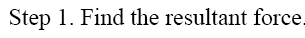 Step 1. Find the resultant force.